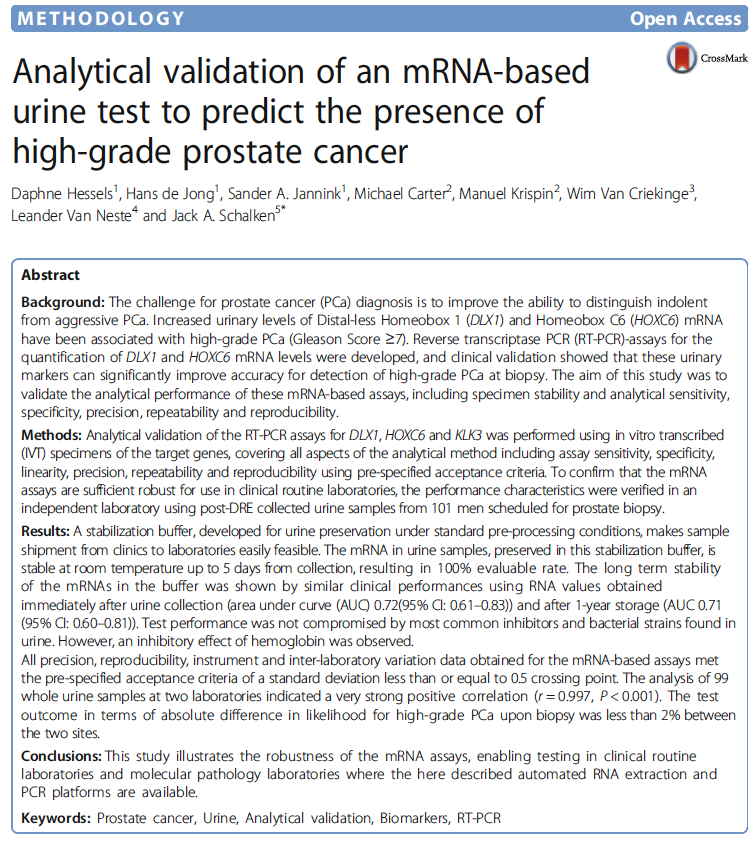 METHODOLOGY
Open Access
CrossMark
Analytical validation of an mRNA-based
urine test to predict the presence of
high-grade prostate cancer
Daphne Hessels1, Hans de Jong1, Sander A. Jannink1, Michael Carter2, Manuel Krispin2, Wim Van Criekinge3,
Leander Van Neste4 and Jack A. Schalken5*
Abstract
Background: The challenge for prostate cancer (PCa) diagnosis is to improve the ability to distinguish indolent
from aggressive PCa. Increased urinary levels of Distal-less Homeobox 1 (DLX1) and Homeobox C6 (HOXC6) mRNA
have been associated with high-grade PCa (Gleason Score ≥7). Reverse transcriptase PCR (RT-PCR)-assays for the
quantification of DLX1 and HOXC6 mRNA levels were developed, and clinical validation showed that these urinary
markers can significantly improve accuracy for detection of high-grade PCa at biopsy. The aim of this study was to
validate the analytical performance of these mRNA-based assays, including specimen stability and analytical sensitivity,
specificity, precision, repeatability and reproducibility.
Methods: Analytical validation of the RT-PCR assays for DLX1, HOXC6 and KLK3 was performed using in vitro transcribed
(IVT) specimens of the target genes, covering all aspects of the analytical method including assay sensitivity, specificity,
linearity, precision, repeatability and reproducibility using pre-specified acceptance criteria. To confirm that the mRNA
assays are sufficient robust for use in clinical routine laboratories, the performance characteristics were verified in an
independent laboratory using post-DRE collected urine samples from 101 men scheduled for prostate biopsy.
Results: A stabilization buffer, developed for urine preservation under standard pre-processing conditions, makes sample
shipment from clinics to laboratories easily feasible. The mRNA in urine samples, preserved in this stabilization buffer, is
stable at room temperature up to 5 days from collection, resulting in 100% evaluable rate. The long term stability
of the mRNAs in the buffer was shown by similar clinical performances using RNA values obtained
immediately after urine collection (area under curve (AUC) 0.72(95% CI: 0.61–0.83)) and after 1-year storage (AUC 0.71
(95% CI: 0.60–0.81)). Test performance was not compromised by most common inhibitors and bacterial strains found in
urine. However, an inhibitory effect of hemoglobin was observed.
All precision, reproducibility, instrument and inter-laboratory variation data obtained for the mRNA-based assays met
the pre-specified acceptance criteria of a standard deviation less than or equal to 0.5 crossing point. The analysis of 99
whole urine samples at two laboratories indicated a very strong positive correlation (r = 0.997, P < 0.001). The test
outcome in terms of absolute difference in likelihood for high-grade PCa upon biopsy was less than 2% between
the two sites.
Conclusions: This study illustrates the robustness of the mRNA assays, enabling testing in clinical routine
laboratories and molecular pathology laboratories where the here described automated RNA extraction and
PCR platforms are available.
Keywords: Prostate cancer, Urine, Analytical validation, Biomarkers, RT-PCR